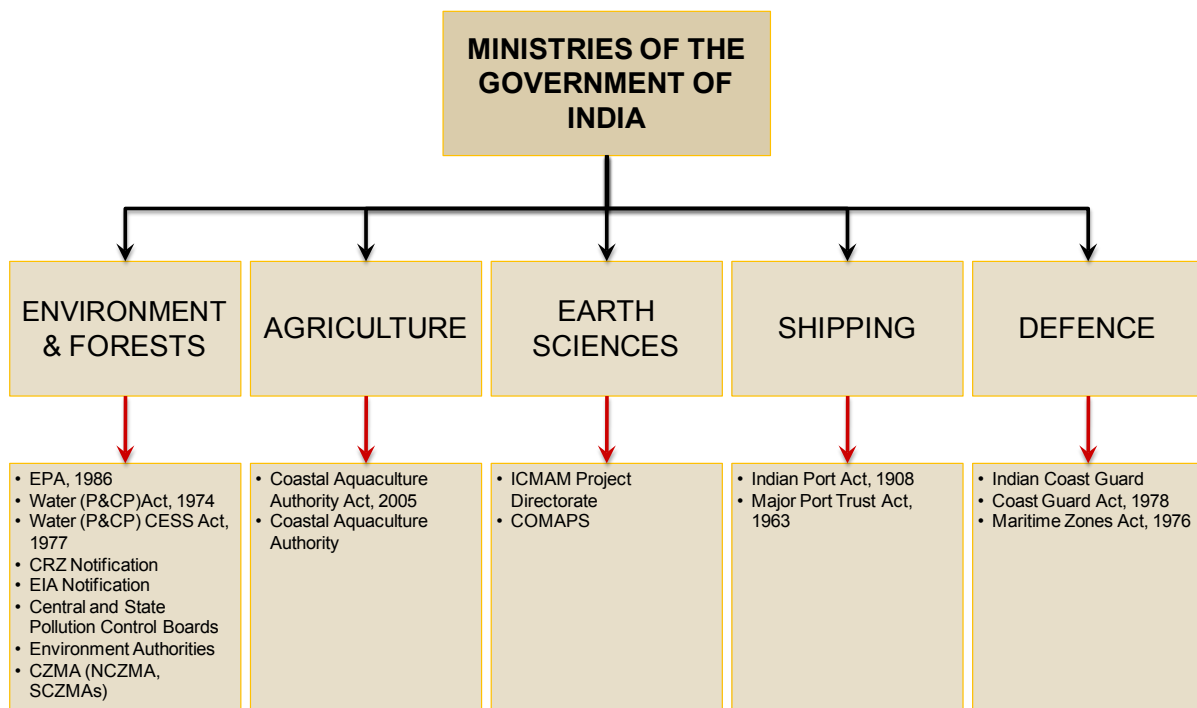 MINISTRIES OF THE
GOVERNMENT OF
INDIA
ENVIRONMENT
& FORESTS
AGRICULTURE
EARTH
SCIENCES
SHIPPING
DEFENCE
• EPA, 1986
• Water (P&CP)Act, 1974
• Water (P&CP) CESS Act,
1977
• CRZ Notification
• EIA Notification
• Central and State
Pollution Control Boards
• Environment Authorities
• CZMA (NCZMA,
SCZMAs)
• Coastal Aquaculture
Authority Act, 2005
• Coastal Aquaculture
Authority
• ICMAM Project
Directorate
• COMAPS
• Indian Port Act, 1908
• Major Port Trust Act,
1963
• Indian Coast Guard
• Coast Guard Act, 1978
• Maritime Zones Act, 1976